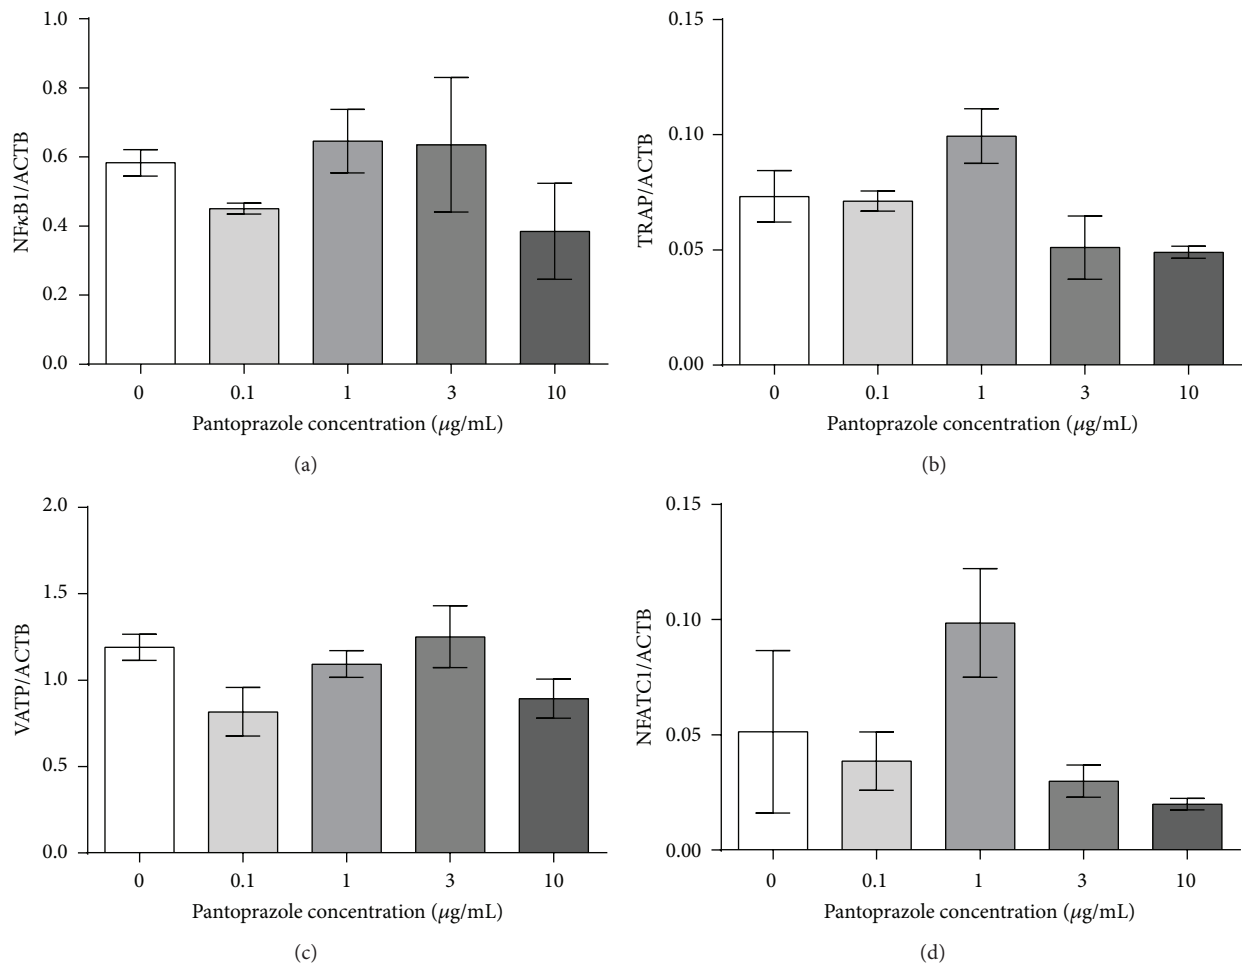 NFκB1/ACTB
1.0
0.8
0.6
0.4
0.2
0.0
0 0.1 1 3 10
Pantoprazole concentration (μg/mL)
(a)
TRAP/ACTB
0.15
0.10
0.05
0.00
0 0.1 1 3 10
Pantoprazole concentration (μg/mL)
(b)
VATP/ACTB
2.0
1.5
1.0
0.5
0.0
0 0.1 1 3 10
Pantoprazole concentration (μg/mL)
(c)
NFATC1/ACTB
0.15
0.10
0.05
0.00
0 0.1 1 3 10
Pantoprazole concentration (μg/mL)
(d)